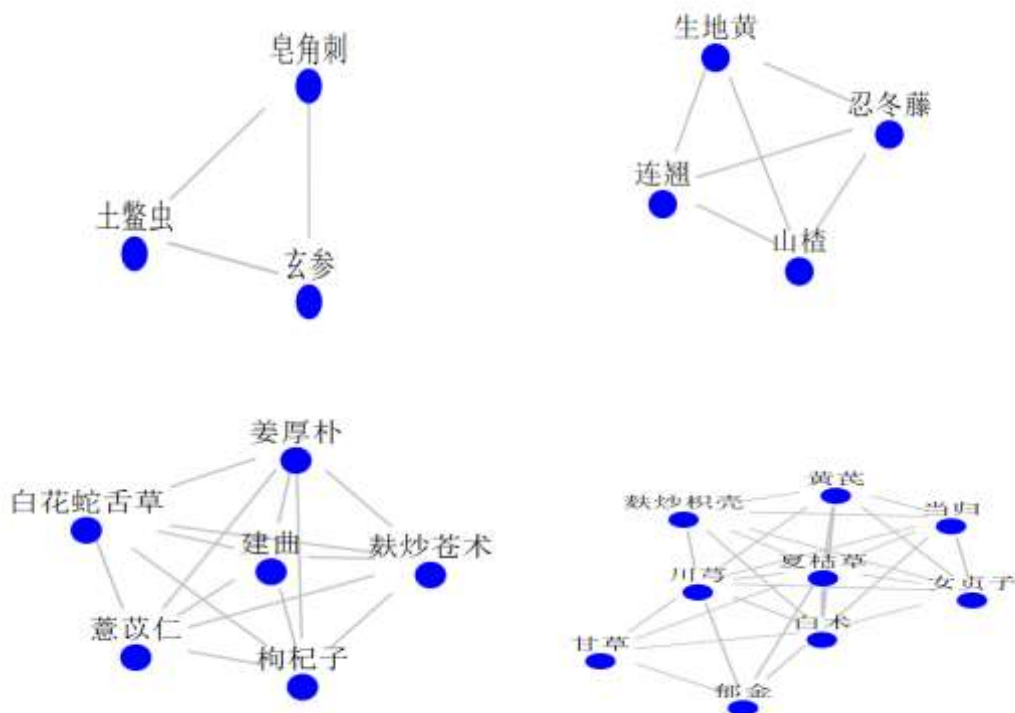 皂角刺
土鳖虫
玄参
生地黄
忍冬藤
连翘
山楂
姜厚朴
白花蛇舌草
建曲
麸炒苍术
薏苡仁
枸杞子
黄芪
麸炒枳壳
当归
夏枯草
川芎
女贞子
白术
甘草
郁金